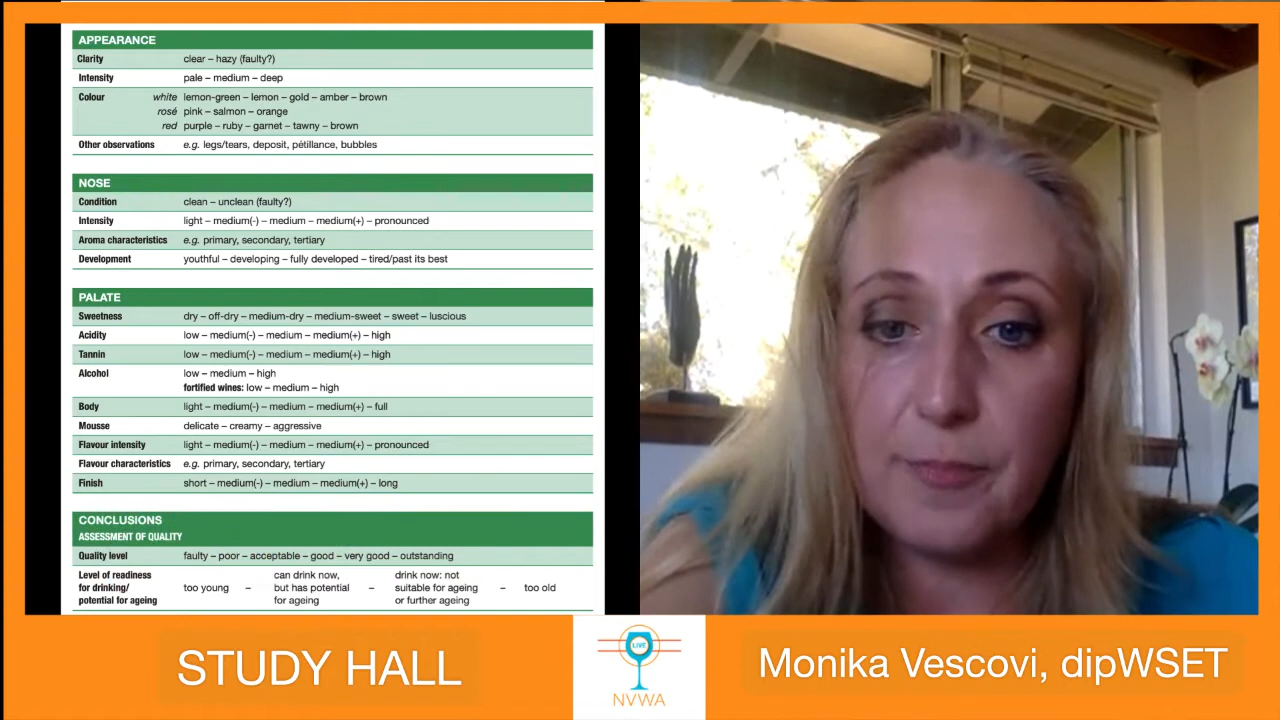 APPEARANCE
Clarity clear – hazy (faulty?)
Intensity pale – medium – deep
Colour white lemon-green – lemon – gold – amber – brown
rosé pink – salmon – orange
red purple – ruby – garnet – tawny – brown
Other observations e.g. legs/tears, deposit, pétillance, bubbles
NOSE
Condition clean – unclean (faulty?)
Intensity light – medium(-) – medium – medium(+) – pronounced
Aroma characteristics e.g. primary, secondary, tertiary
Development youthful – developing – fully developed – tired/past its best
PALATE
Sweetness dry – off-dry – medium-dry – medium-sweet – sweet – luscious
Acidity low – medium(-) – medium – medium(+) – high
Tannin low – medium(-) – medium – medium(+) – high
Alcohol low – medium – high
fortified wines: low – medium – high
Body light – medium(-) – medium – medium(+) – full
Mousse delicate – creamy – aggressive
Flavour intensity light – medium(-) – medium – medium(+) – pronounced
Flavour characteristics e.g. primary, secondary, tertiary
Finish short – medium(-) – medium – medium(+) – long
CONCLUSIONS
ASSESSMENT OF QUALITY
Quality level faulty – poor – acceptable – good – very good – outstanding
Level of readiness can drink now, drink now: not
for drinking/ too young – but has potential – suitable for ageing – too old
potential for ageing for ageing or further ageing
STUDY HALL
LIVE
NVWA
Monika Vescovi, dipWSET